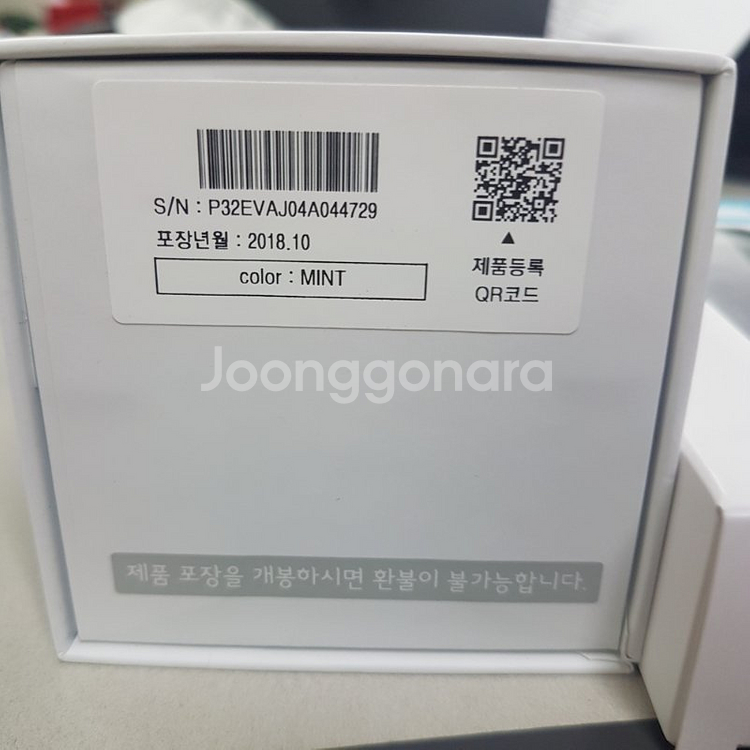 S/N : P32EVAJ04A044729
포장년월 : 2018.10
color : MINT
▲
제품등록
QR코드
Joonggonara
제품 포장을 개봉하시면 환불이 불가능합니다.